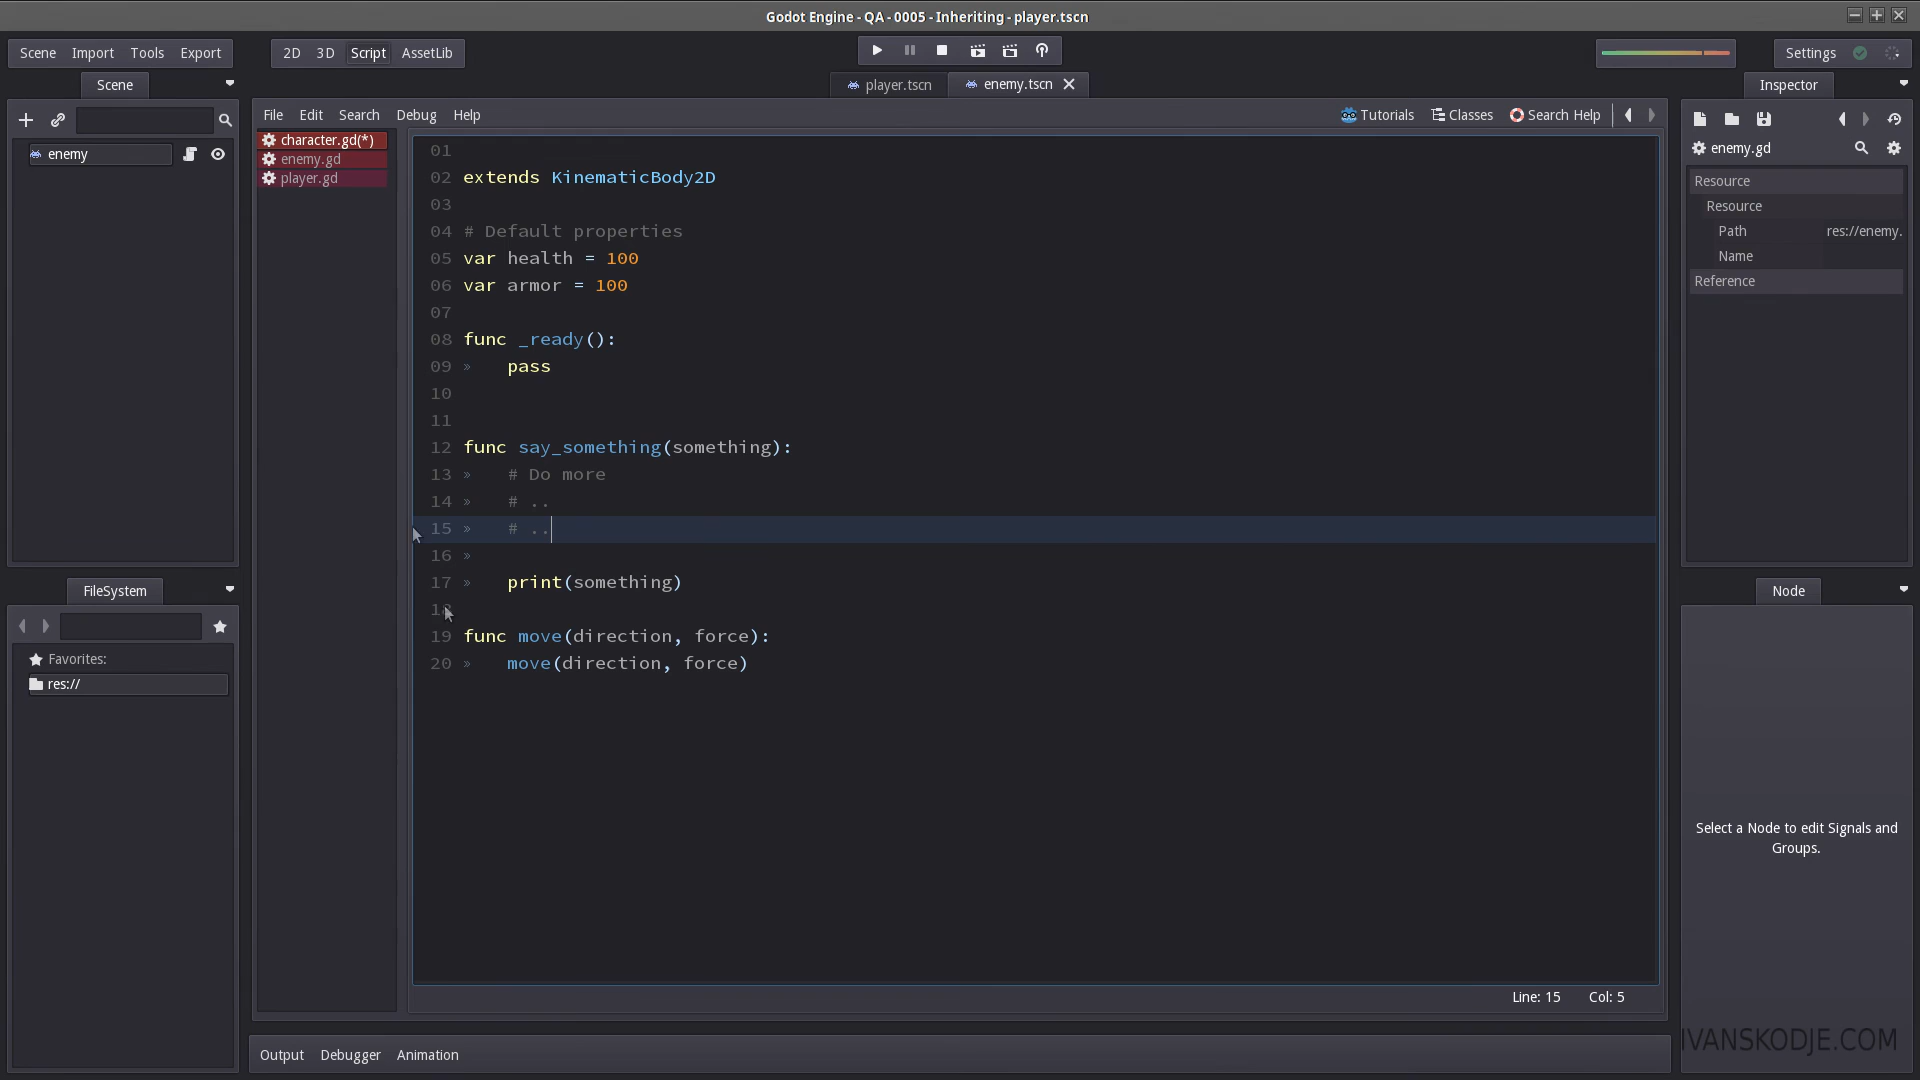 Godot Engine - QA - 0005 - Inheriting - player.tscn
Scene Import Tools Export
2D 3D Script AssetLib
Settings
Scene
player.tscn
enemy.tscn
Inspector
File Edit Search Debug Help
Tutorials Classes Search Help
enemy
character.gd(*)
enemy.gd
player.gd
01
02 extends KinematicBody2D
03
04 # Default properties
05 var health = 100
06 var armor = 100
07
08 func _ready():
09 » pass
10
11
12 func say_something(something):
13 » # Do more
14 » # ..
15 » # ..
16 »
17 » print(something)
18
19 func move(direction, force):
20 » move(direction, force)
Line: 15 Col: 5
enemy.gd
Resource
Resource
Path res://enemy.
Name
Reference
FileSystem
Favorites:
res://
Node
Select a Node to edit Signals and
Groups.
Output Debugger Animation
IVANSKODJE.COM